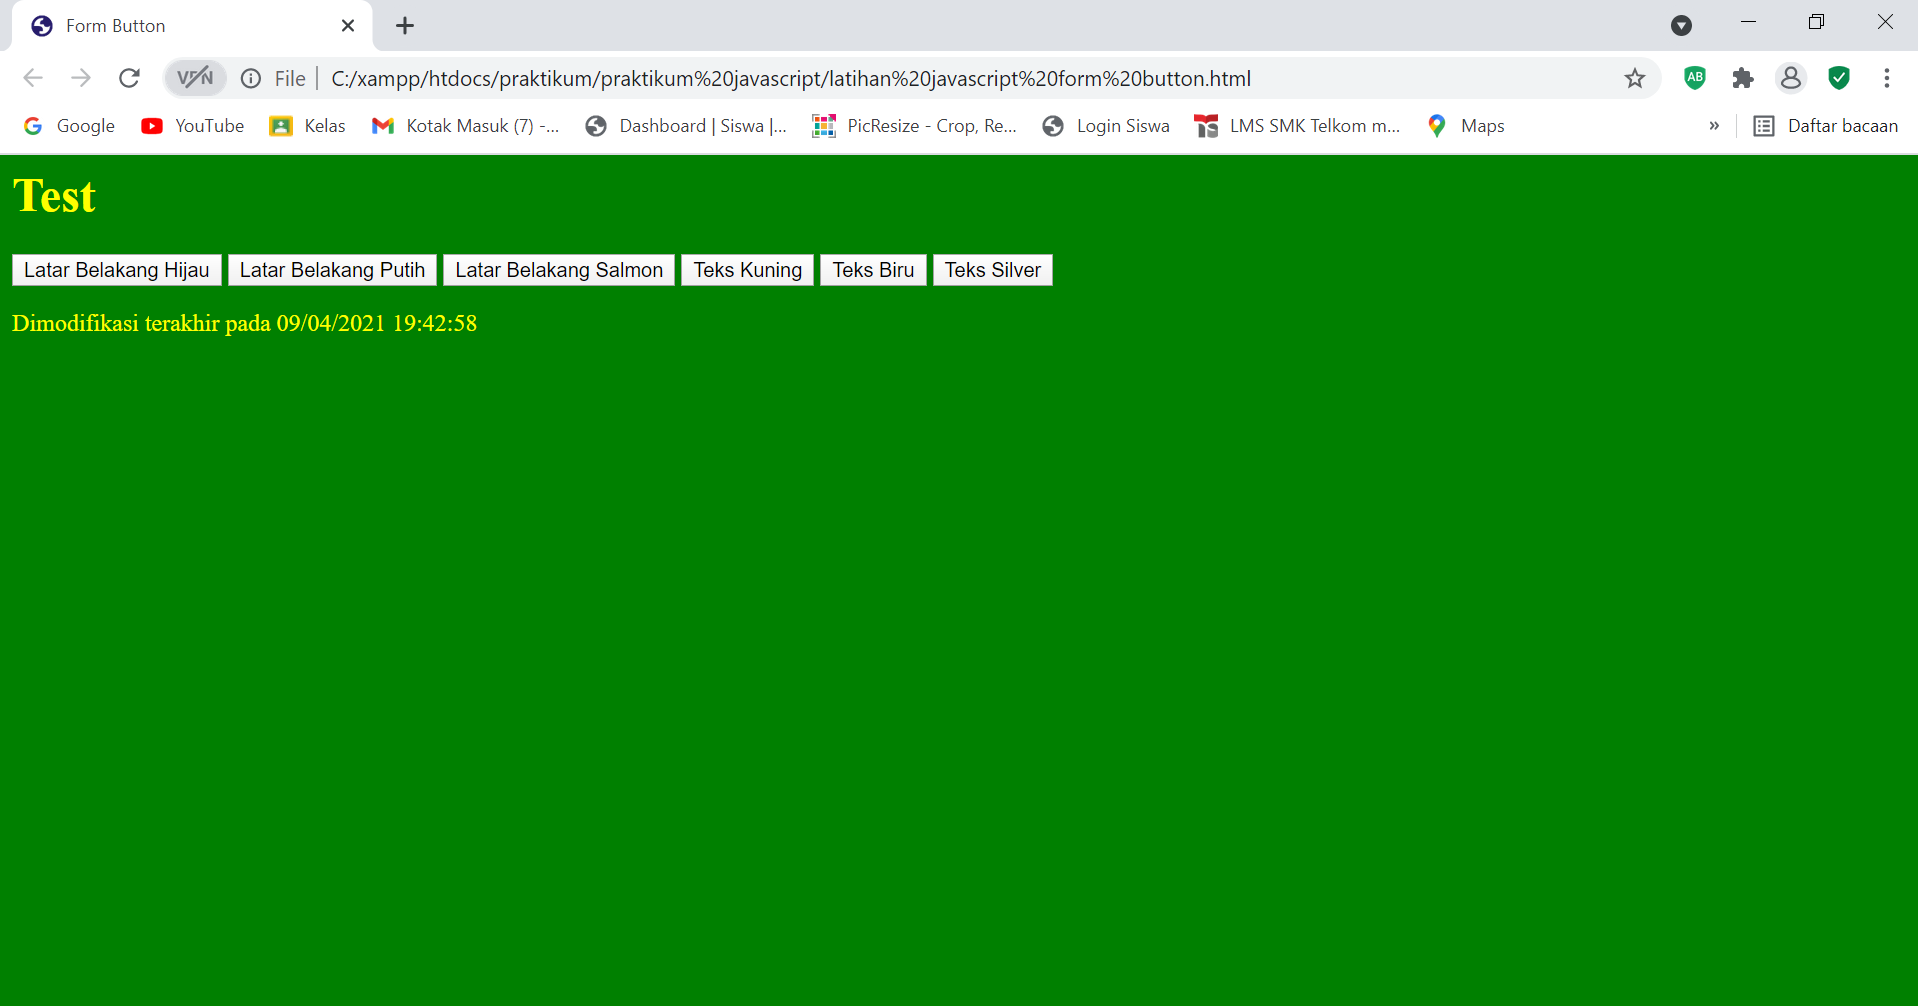 Form Button
VPN File C:/xampp/htdocs/praktikum/praktikum%20javascript/latihan%20javascript%20form%20button.html AB
Google YouTube Kelas Kotak Masuk (7) -... Dashboard | Siswa |... PicResize - Crop, Re... Login Siswa LMS SMK Telkom m... Maps » Daftar bacaan
Test
Latar Belakang Hijau Latar Belakang Putih Latar Belakang Salmon Teks Kuning Teks Biru Teks Silver
Dimodifikasi terakhir pada 09/04/2021 19:42:58